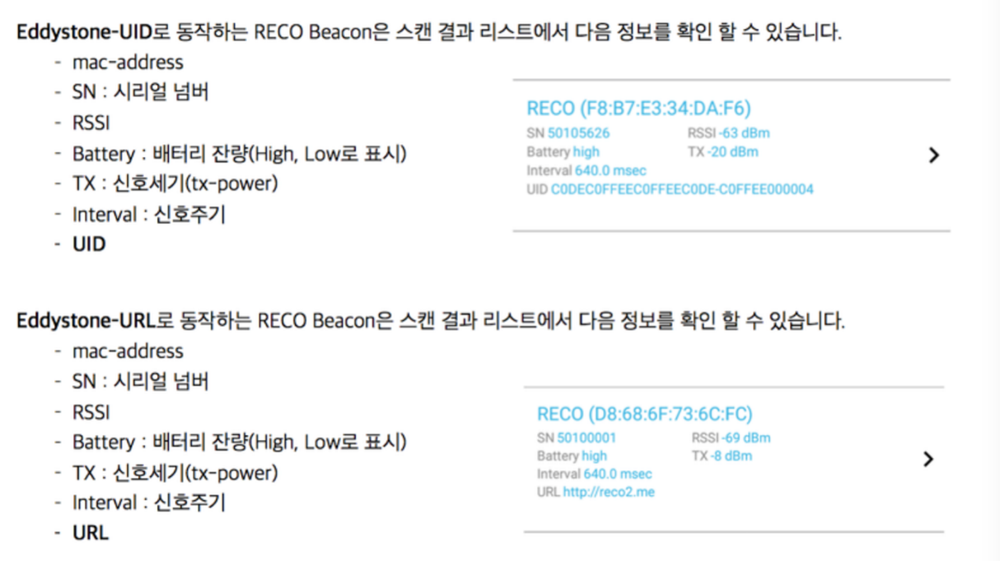 Eddystone-UID로 동작하는 RECO Beacon은 스캔 결과 리스트에서 다음 정보를 확인 할 수 있습니다.
- mac-address
- SN : 시리얼 넘버
- RSSI
- Battery : 배터리 잔량(High, Low로 표시)
- TX : 신호세기(tx-power)
- Interval : 신호주기
- UID
RECO (F8:B7:E3:34:DA:F6)
SN 50105626 RSSI -63 dBm
Battery high TX -20 dBm
Interval 640.0 msec
UID C0DEC0FFEEC0FFEEC0DE-C0FFEE000004
Eddystone-URL로 동작하는 RECO Beacon은 스캔 결과 리스트에서 다음 정보를 확인 할 수 있습니다.
- mac-address
- SN : 시리얼 넘버
- RSSI
- Battery : 배터리 잔량(High, Low로 표시)
- TX : 신호세기(tx-power)
- Interval : 신호주기
- URL
RECO (D8:68:6F:73:6C:FC)
SN 50100001 RSSI -69 dBm
Battery high TX -8 dBm
Interval 640.0 msec
URL http://reco2.me